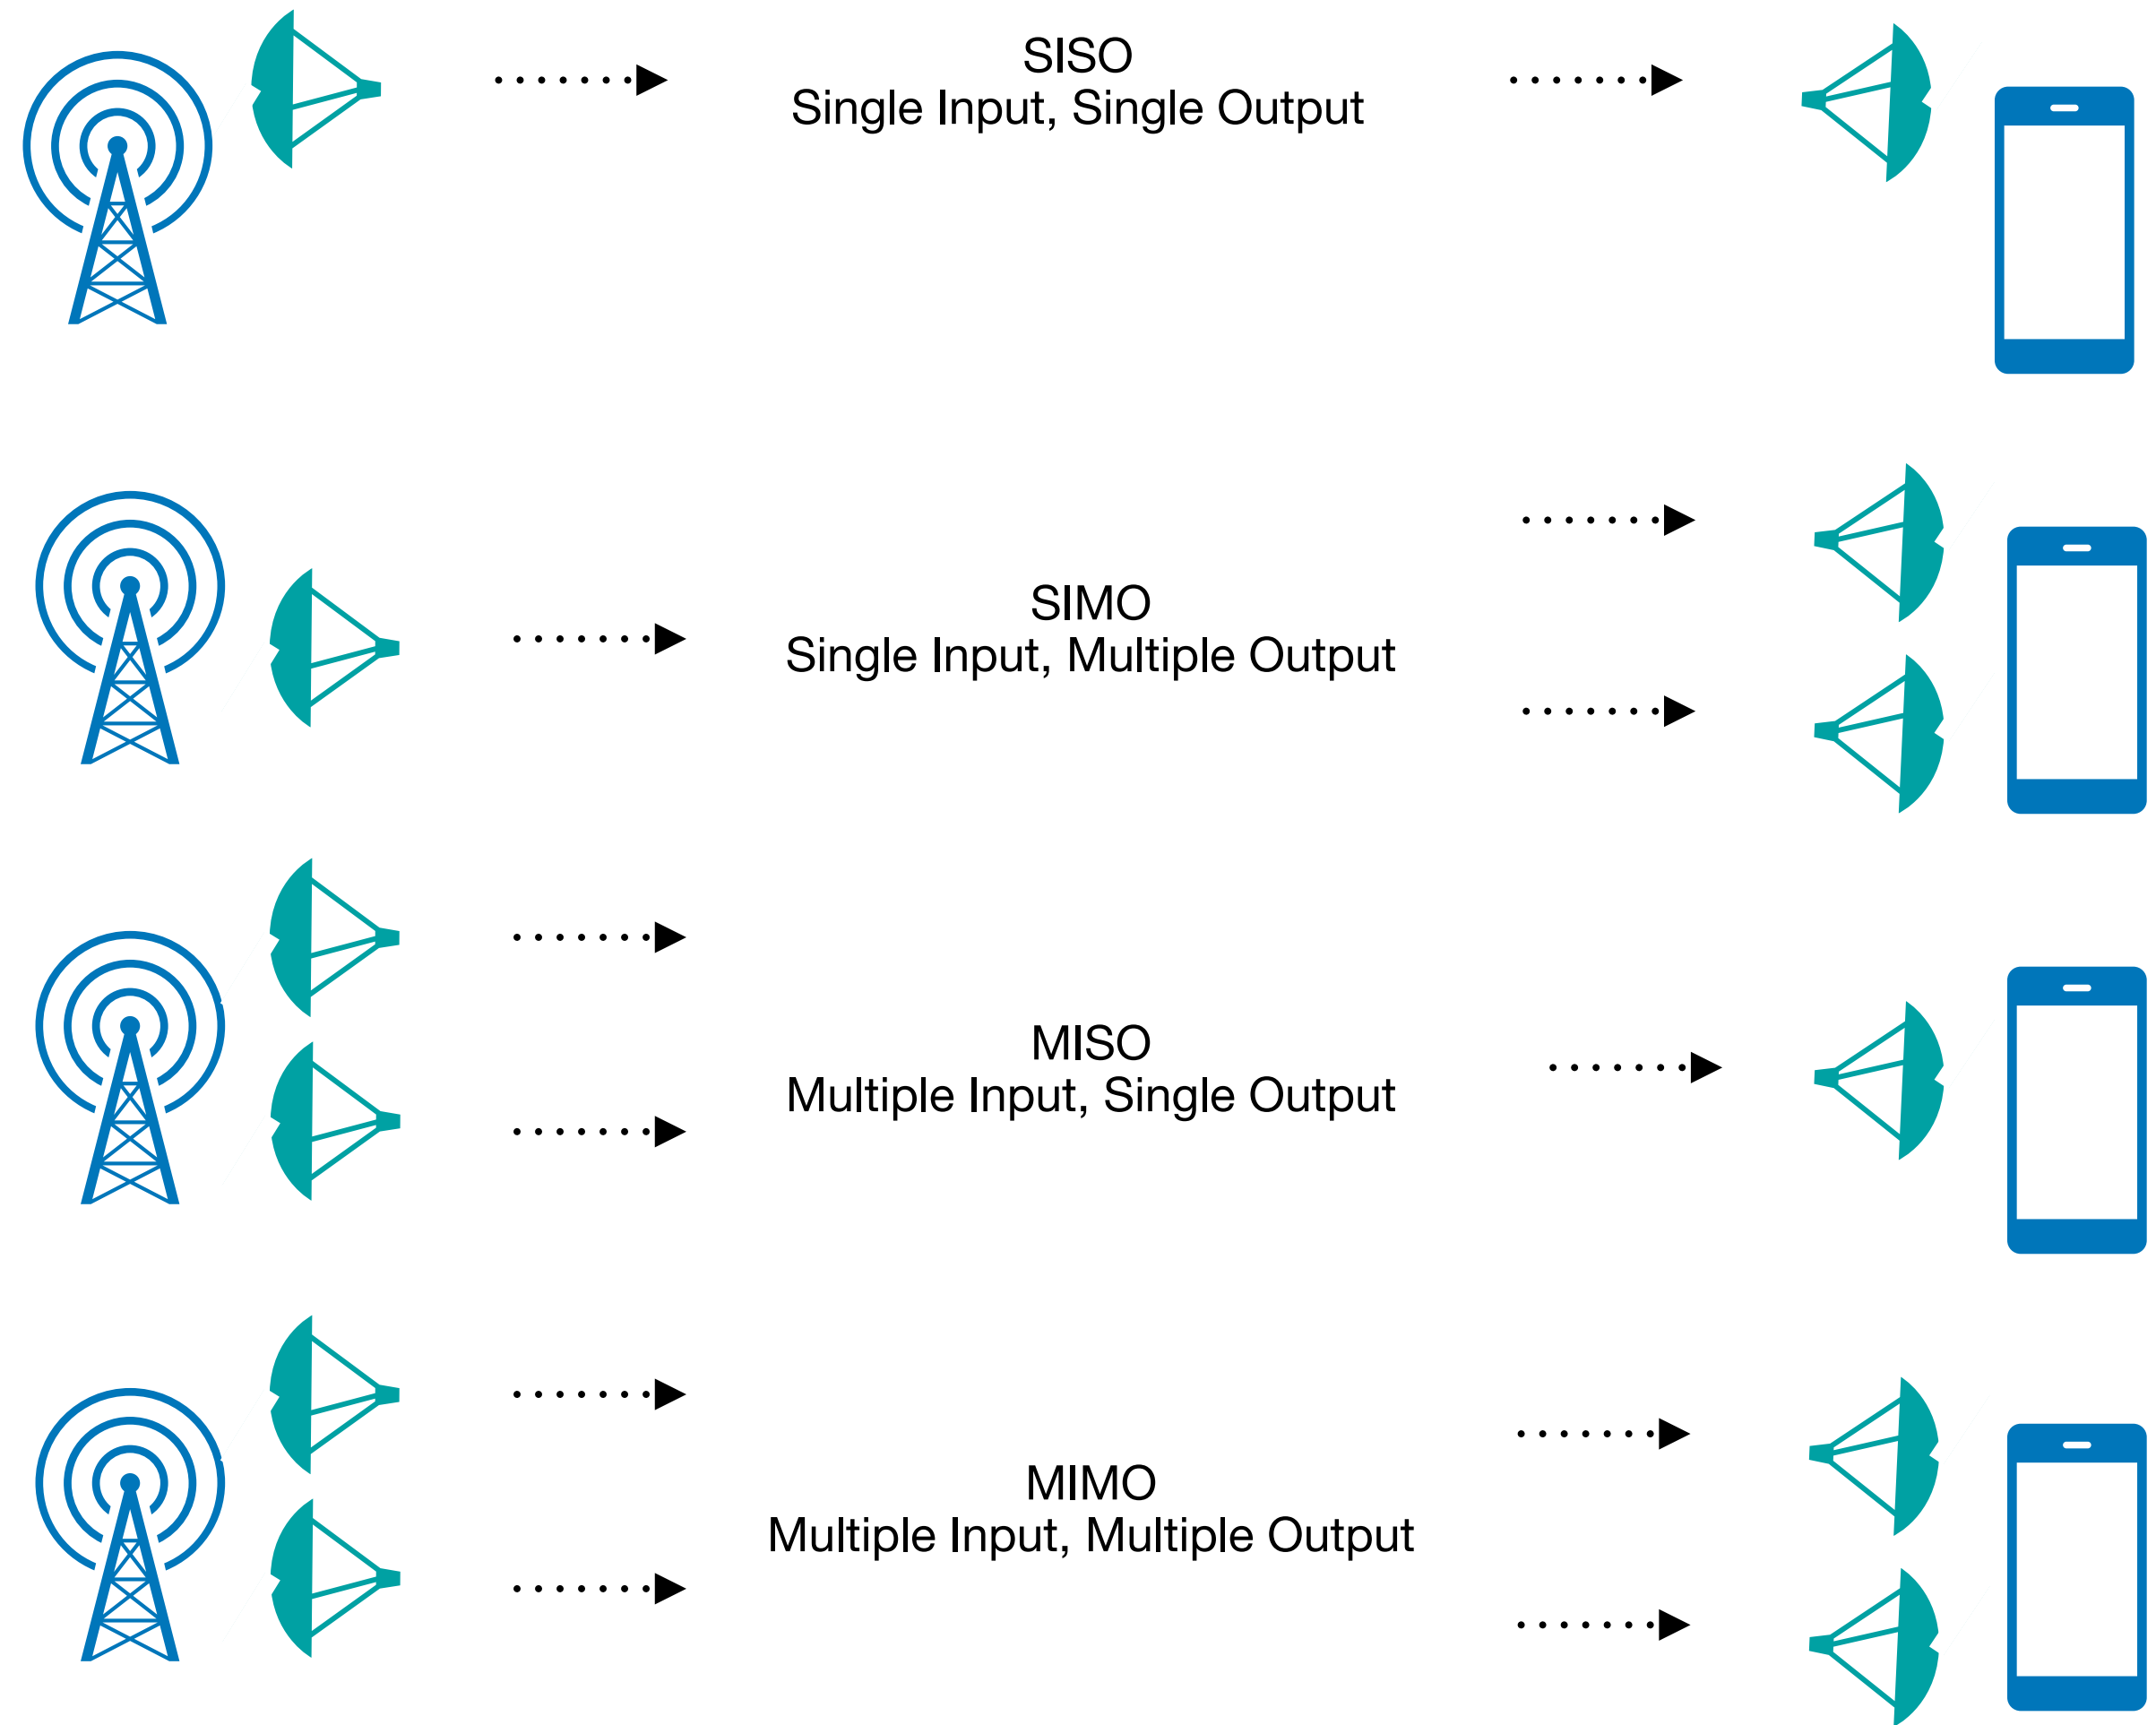 SISO
Single Input, Single Output
SIMO
Single Input, Multiple Output
MISO
Multiple Input, Single Output
MIMO
Multiple Input, Multiple Output